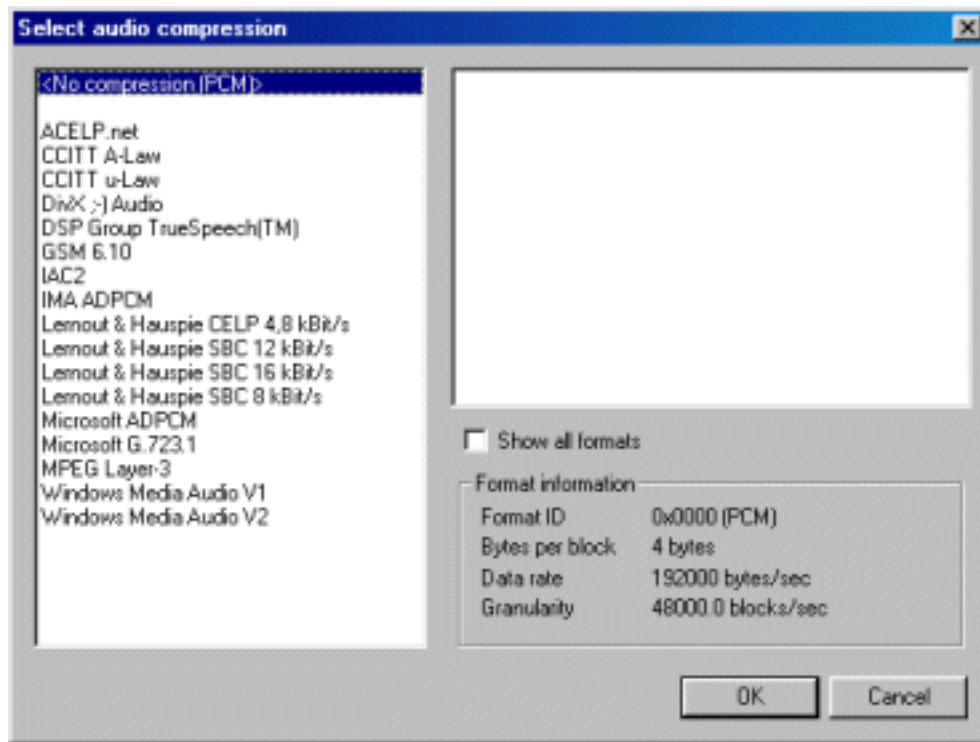 Select audio compression
<No compression (PCM)>
ACELP.net
CCITT A-Law
CCITT u-Law
DivX ;-) Audio
DSP Group TrueSpeech(TM)
GSM 6.10
IAC2
IMA ADPCM
Lernout & Hauspie CELP 4,8 kBit/s
Lernout & Hauspie SBC 12 kBit/s
Lernout & Hauspie SBC 16 kBit/s
Lernout & Hauspie SBC 8 kBit/s
Microsoft ADPCM
Microsoft G.723.1
MPEG Layer-3
Windows Media Audio V1
Windows Media Audio V2
Show all formats
Format information
Format ID 0x0000 (PCM)
Bytes per block 4 bytes
Data rate 192000 bytes/sec
Granularity 48000.0 blocks/sec
OK Cancel